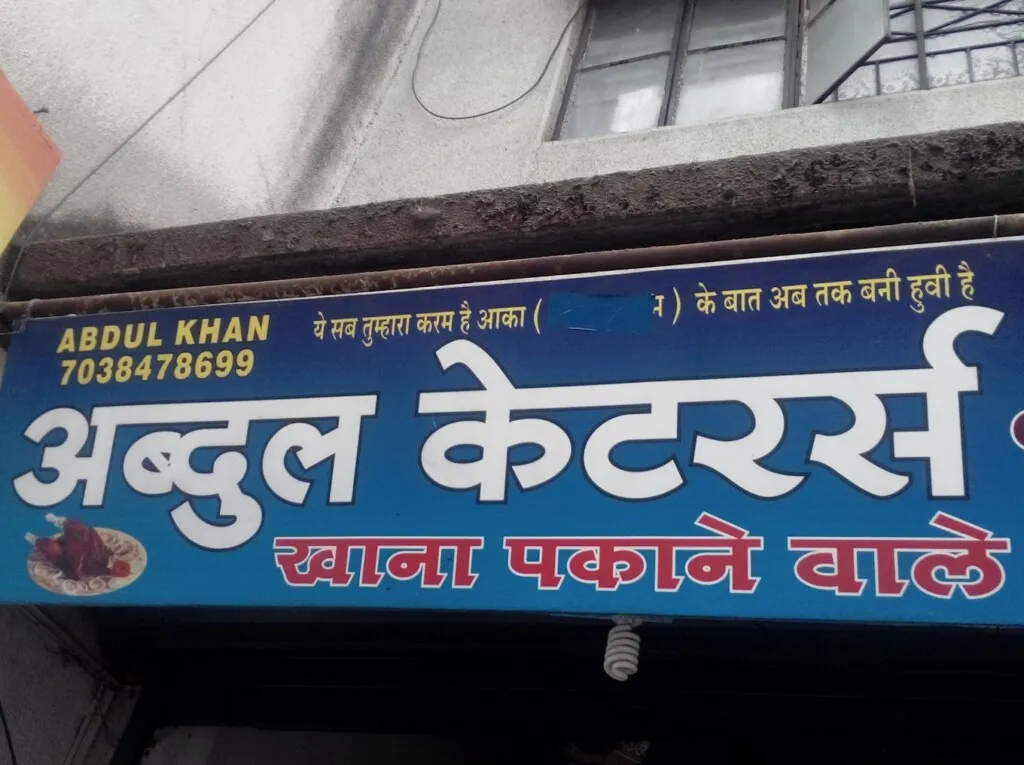 ये सब तुम्हारा करम है आका ( ) के बात अब तक बनी हुवी है
ABDUL KHAN
7038478699
अब्दुल केटरर्स
खाना पकाने वाले